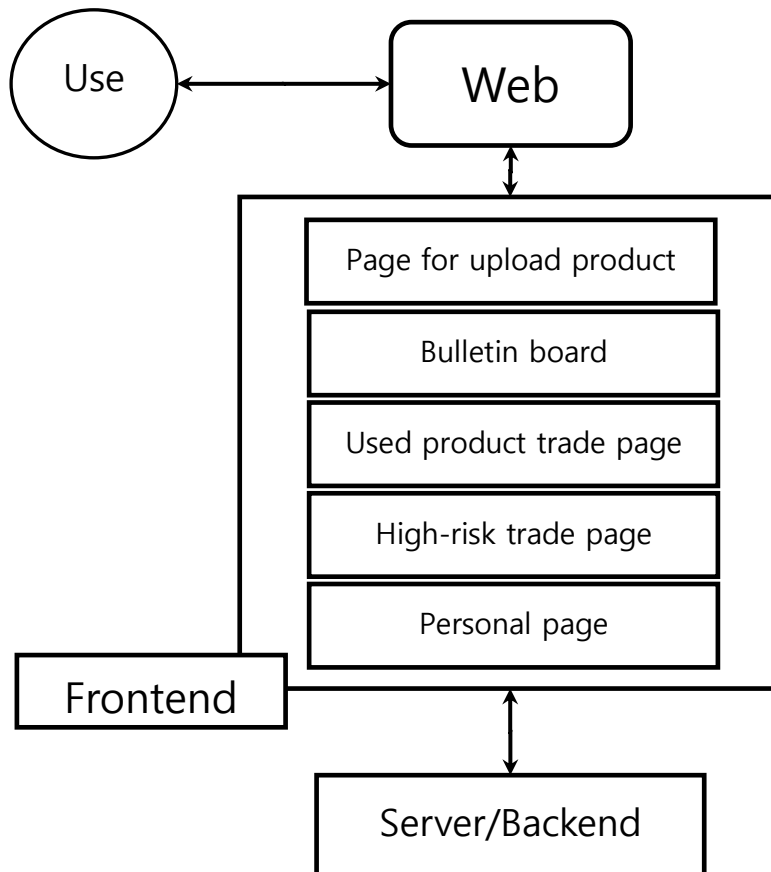 Use
Web
Page for upload product
Bulletin board
Used product trade page
High-risk trade page
Personal page
Frontend
Server/Backend